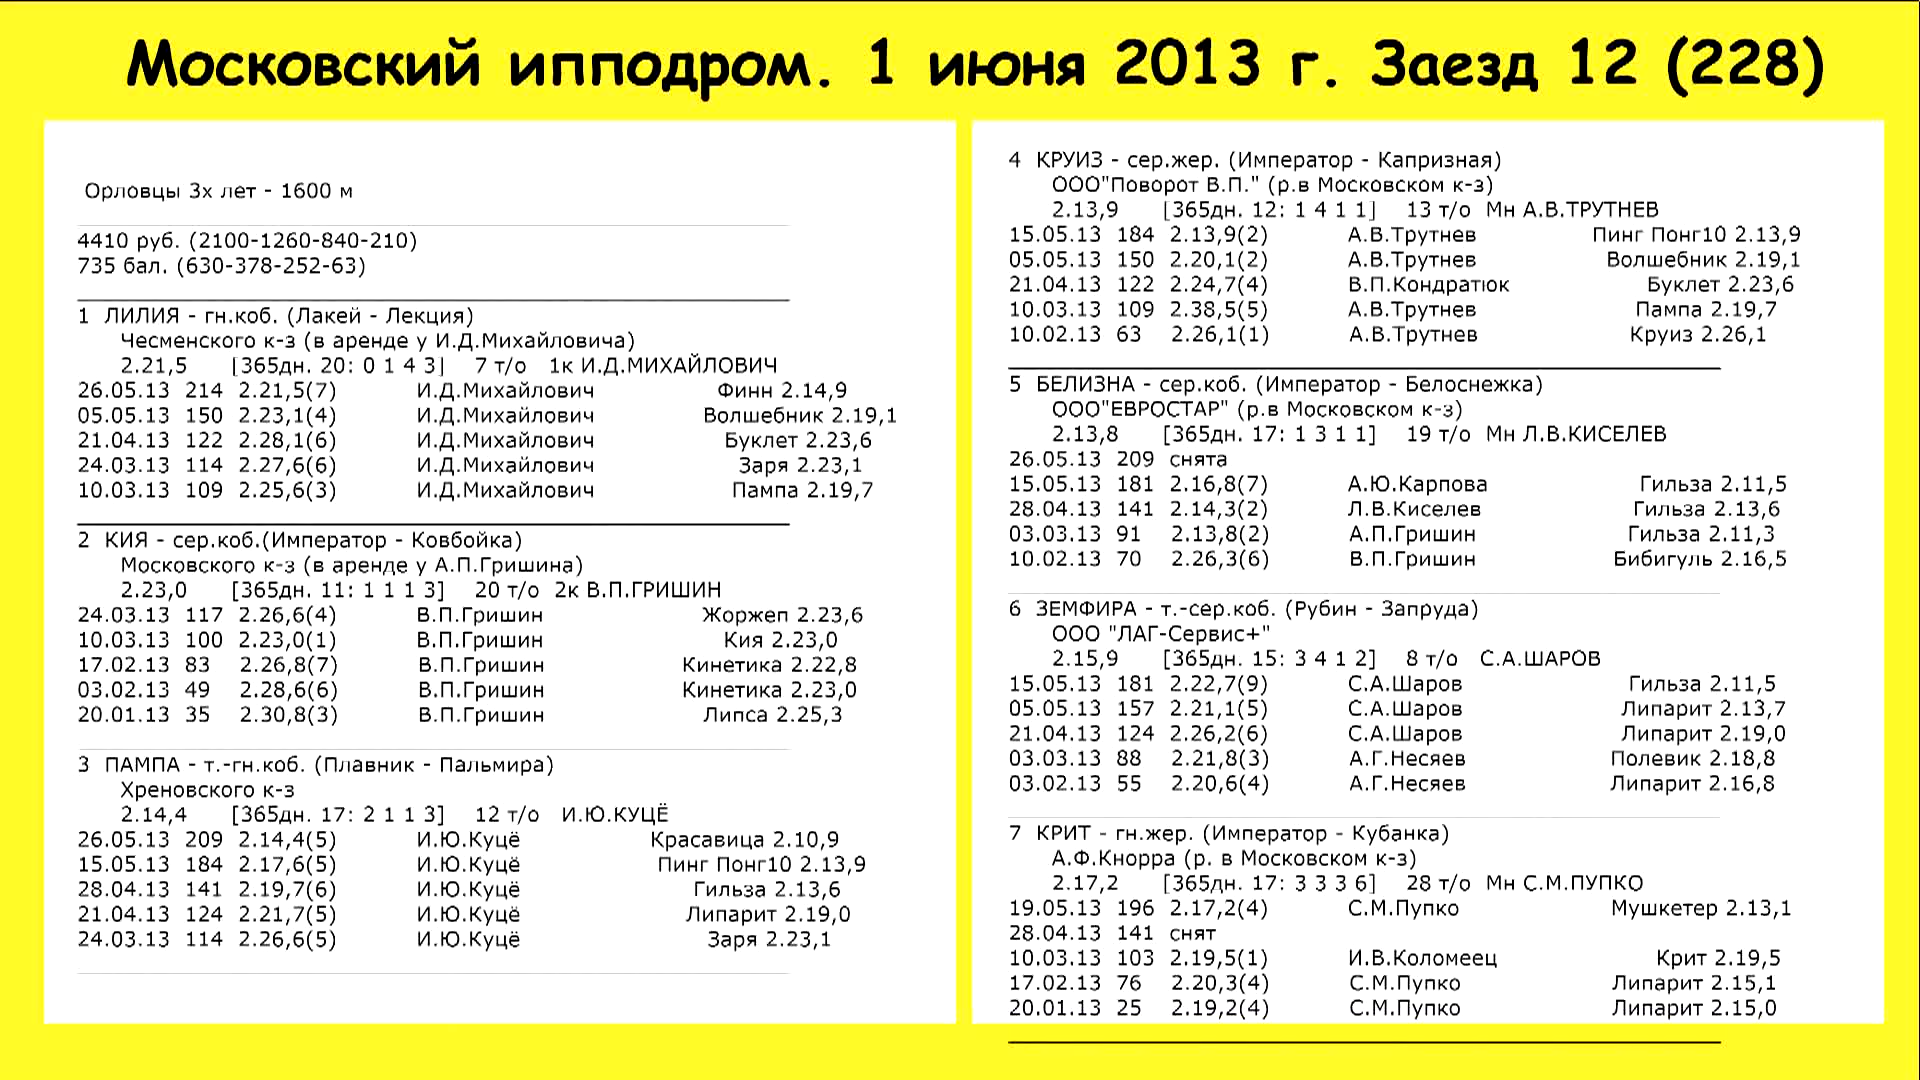 Московский ипподром. 1 июня 2013 г. Заезд 12 (228)
Орловцы 3х лет - 1600 м
4410 руб. (2100-1260-840-210)
735 бал. (630-378-252-63)
1 ЛИЛИЯ - гн.коб. (Лакей - Лекция)
Чесменского к-з (в аренде у И.Д.Михайловича)
2.21,5 [365дн. 20: 0 1 4 3] 7 т/о 1к И.Д.МИХАЙЛОВИЧ
26.05.13 214 2.21,5(7) И.Д.Михайлович Финн 2.14,9
05.05.13 150 2.23,1(4) И.Д.Михайлович Волшебник 2.19,1
21.04.13 122 2.28,1(6) И.Д.Михайлович Буклет 2.23,6
24.03.13 114 2.27,6(6) И.Д.Михайлович Заря 2.23,1
10.03.13 109 2.25,6(3) И.Д.Михайлович Пампа 2.19,7
2 КИЯ - сер.коб.(Император - Ковбойка)
Московского к-з (в аренде у А.П.Гришина)
2.23,0 [365дн. 11: 1 1 1 3] 20 т/о 2к В.П.ГРИШИН
24.03.13 117 2.26,6(4) В.П.Гришин Жоржеп 2.23,6
10.03.13 100 2.23,0(1) В.П.Гришин Кия 2.23,0
17.02.13 83 2.26,8(7) В.П.Гришин Кинетика 2.22,8
03.02.13 49 2.28,6(6) В.П.Гришин Кинетика 2.23,0
20.01.13 35 2.30,8(3) В.П.Гришин Липса 2.25,3
3 ПАМПА - т.-гн.коб. (Плавник - Пальмира)
Хреновского к-з
2.14,4 [365дн. 17: 2 1 1 3] 12 т/о И.Ю.КУЦЁ
26.05.13 209 2.14,4(5) И.Ю.Куцё Красавица 2.10,9
15.05.13 184 2.17,6(5) И.Ю.Куцё Пинг Понг10 2.13,9
28.04.13 141 2.19,7(6) И.Ю.Куцё Гильза 2.13,6
21.04.13 124 2.21,7(5) И.Ю.Куцё Липарит 2.19,0
24.03.13 114 2.26,6(5) И.Ю.Куцё Заря 2.23,1
4 КРУИЗ - сер.жер. (Император - Капризная)
ООО"Поворот В.П." (р.в Московском к-з)
2.13,9 [365дн. 12: 1 4 1 1] 13 т/о Мн А.В.ТРУТНЕВ
15.05.13 184 2.13,9(2) А.В.Трутнев Пинг Понг10 2.13,9
05.05.13 150 2.20,1(2) А.В.Трутнев Волшебник 2.19,1
21.04.13 122 2.24,7(4) В.П.Кондратюк Буклет 2.23,6
10.03.13 109 2.38,5(5) А.В.Трутнев Пампа 2.19,7
10.02.13 63 2.26,1(1) А.В.Трутнев Круиз 2.26,1
5 БЕЛИЗНА - сер.коб. (Император - Белоснежка)
ООО"ЕВРОСТАР" (р.в Московском к-з)
2.13,8 [365дн. 17: 1 3 1 1] 19 т/о Мн Л.В.КИСЕЛЕВ
26.05.13 209 снята
15.05.13 181 2.16,8(7) А.Ю.Карпова Гильза 2.11,5
28.04.13 141 2.14,3(2) Л.В.Киселев Гильза 2.13,6
03.03.13 91 2.13,8(2) А.П.Гришин Гильза 2.11,3
10.02.13 70 2.26,3(6) В.П.Гришин Бибигуль 2.16,5
6 ЗЕМФИРА - т.-сер.коб. (Рубин - Запруда)
ООО "ЛАГ-Сервис+"
2.15,9 [365дн. 15: 3 4 1 2] 8 т/о С.А.ШАРОВ
15.05.13 181 2.22,7(9) С.А.Шаров Гильза 2.11,5
05.05.13 157 2.21,1(5) С.А.Шаров Липарит 2.13,7
21.04.13 124 2.26,2(6) С.А.Шаров Липарит 2.19,0
03.03.13 88 2.21,8(3) А.Г.Несяев Полевик 2.18,8
03.02.13 55 2.20,6(4) А.Г.Несяев Липарит 2.16,8
7 КРИТ - гн.жер. (Император - Кубанка)
А.Ф.Кнорра (р. в Московском к-з)
2.17,2 [365дн. 17: 3 3 3 6] 28 т/о Мн С.М.ПУПКО
19.05.13 196 2.17,2(4) С.М.Пупко Мушкетер 2.13,1
28.04.13 141 снят
10.03.13 103 2.19,5(1) И.В.Коломеец Крит 2.19,5
17.02.13 76 2.20,3(4) С.М.Пупко Липарит 2.15,1
20.01.13 25 2.19,2(4) С.М.Пупко Липарит 2.15,0